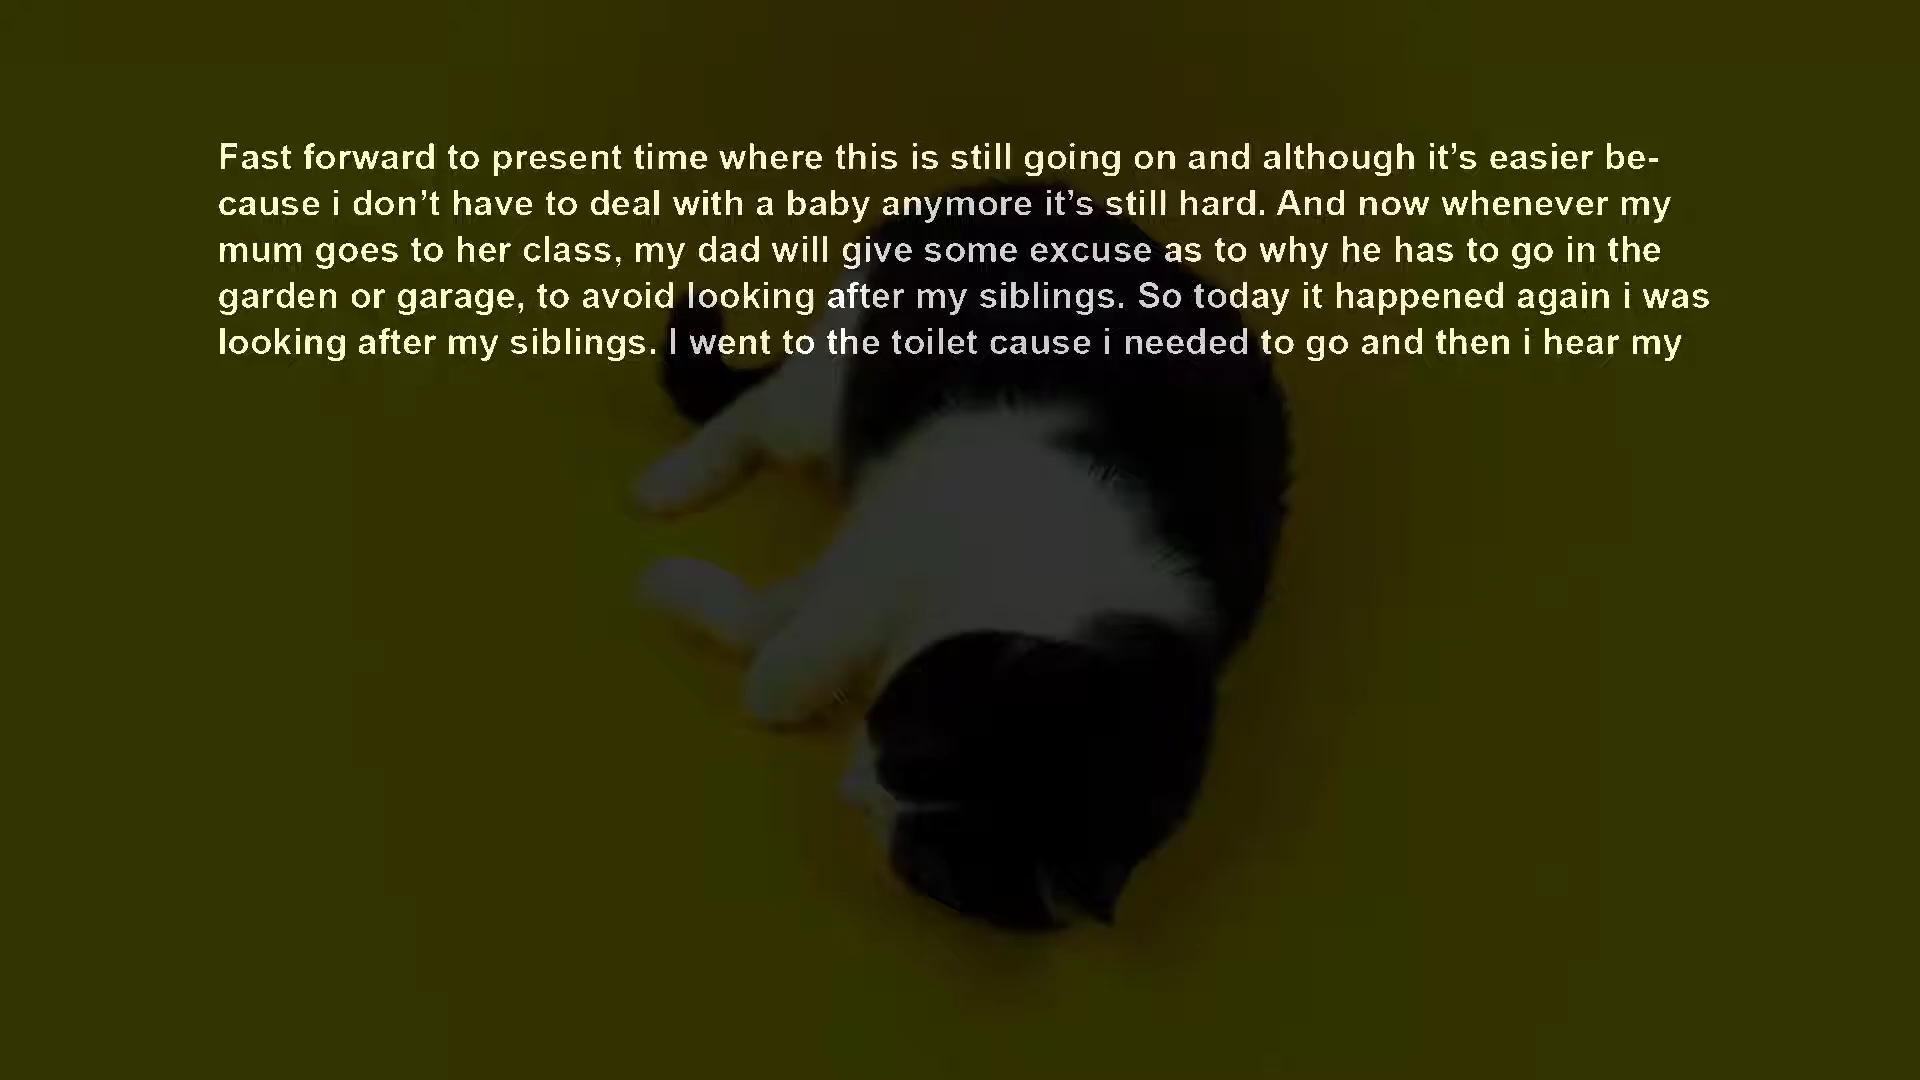 Fast forward to present time where this is still going on and although it’s easier be-
cause i don’t have to deal with a baby anymore it’s still hard. And now whenever my
mum goes to her class, my dad will give some excuse as to why he has to go in the
garden or garage, to avoid looking after my siblings. So today it happened again i was
looking after my siblings. I went to the toilet cause i needed to go and then i hear my